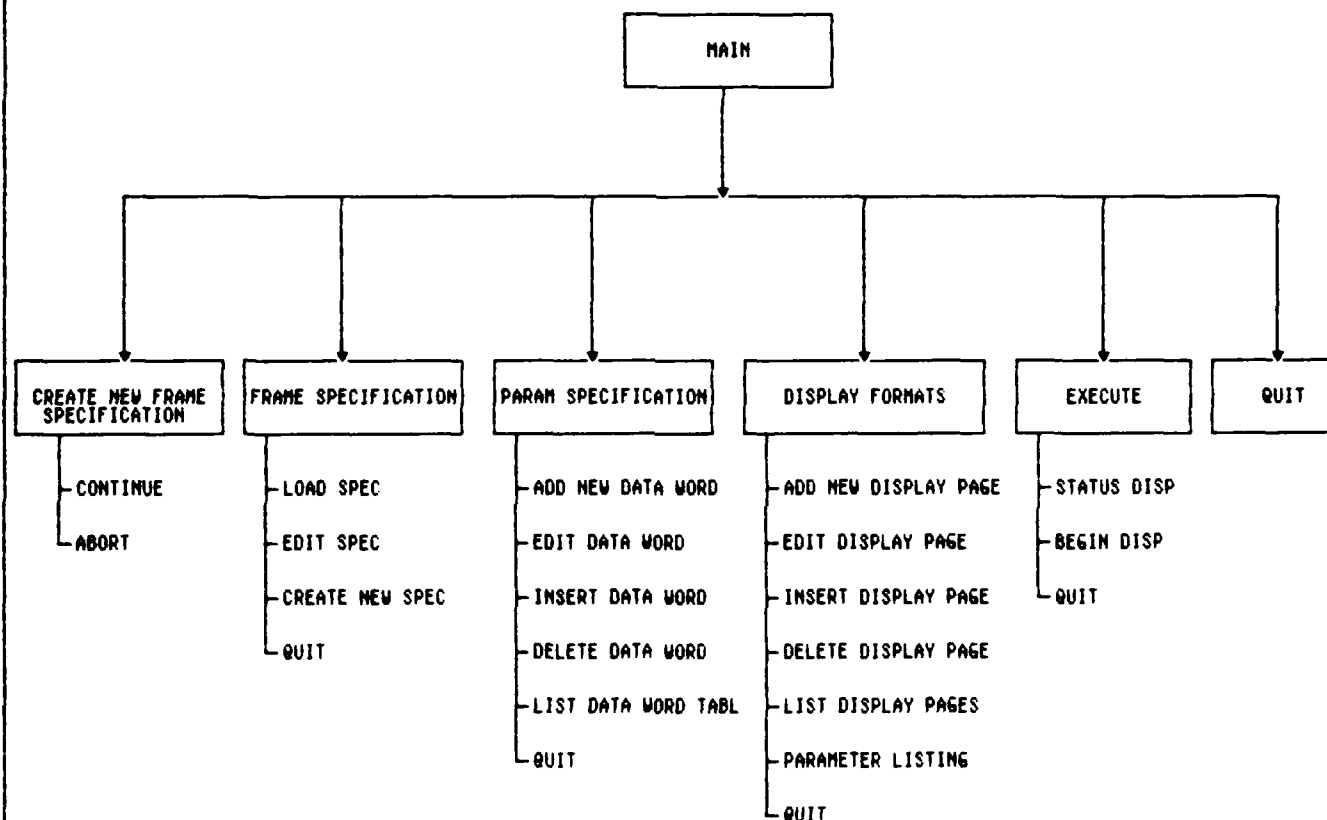 MAIN
CREATE NEW FRAME
SPECIFICATION
CONTINUE
ABORT
FRAME SPECIFICATION
LOAD SPEC
EDIT SPEC
CREATE NEW SPEC
QUIT
PARAM SPECIFICATION
ADD NEW DATA WORD
EDIT DATA WORD
INSERT DATA WORD
DELETE DATA WORD
LIST DATA WORD TABL
QUIT
DISPLAY FORMATS
ADD NEW DISPLAY PAGE
EDIT DISPLAY PAGE
INSERT DISPLAY PAGE
DELETE DISPLAY PAGE
LIST DISPLAY PAGES
PARAMETER LISTING
QUIT
EXECUTE
STATUS DISP
BEGIN DISP
QUIT
QUIT